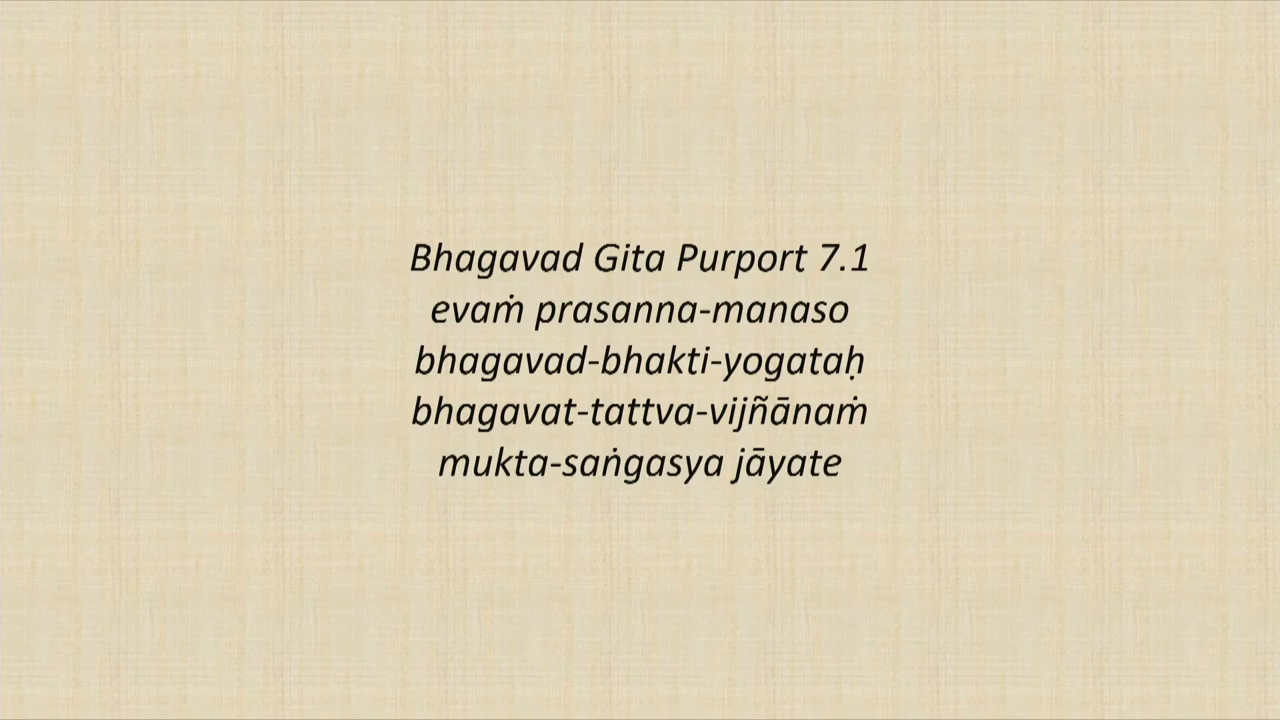 Bhagavad Gita Purport 7.1
evaṁ prasanna-manaso
bhagavad-bhakti-yogataḥ
bhagavat-tattva-vijñānaṁ
mukta-saṅgasya jāyate